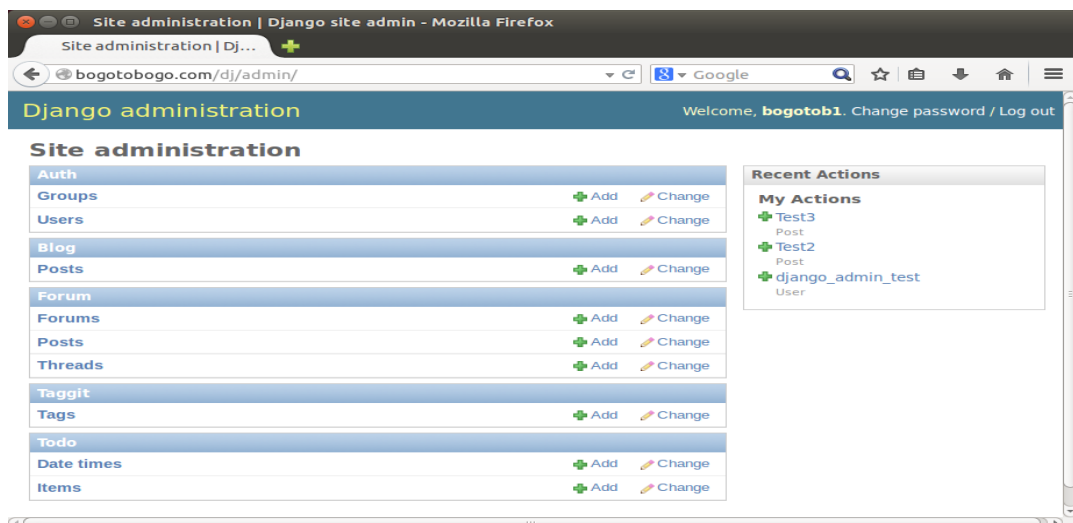 Site administration | Django site admin - Mozilla Firefox
Site administration | Dj...
bogotobogo.com/dj/admin/ 8 Google
Django administration Welcome, bogotob1. Change password / Log out
Site administration
Auth
Groups Add Change
Users Add Change
Blog
Posts Add Change
Forum
Forums Add Change
Posts Add Change
Threads Add Change
Taggit
Tags Add Change
Todo
Date times Add Change
Items Add Change
Recent Actions
My Actions
Test3
Post
Test2
Post
django_admin_test
User